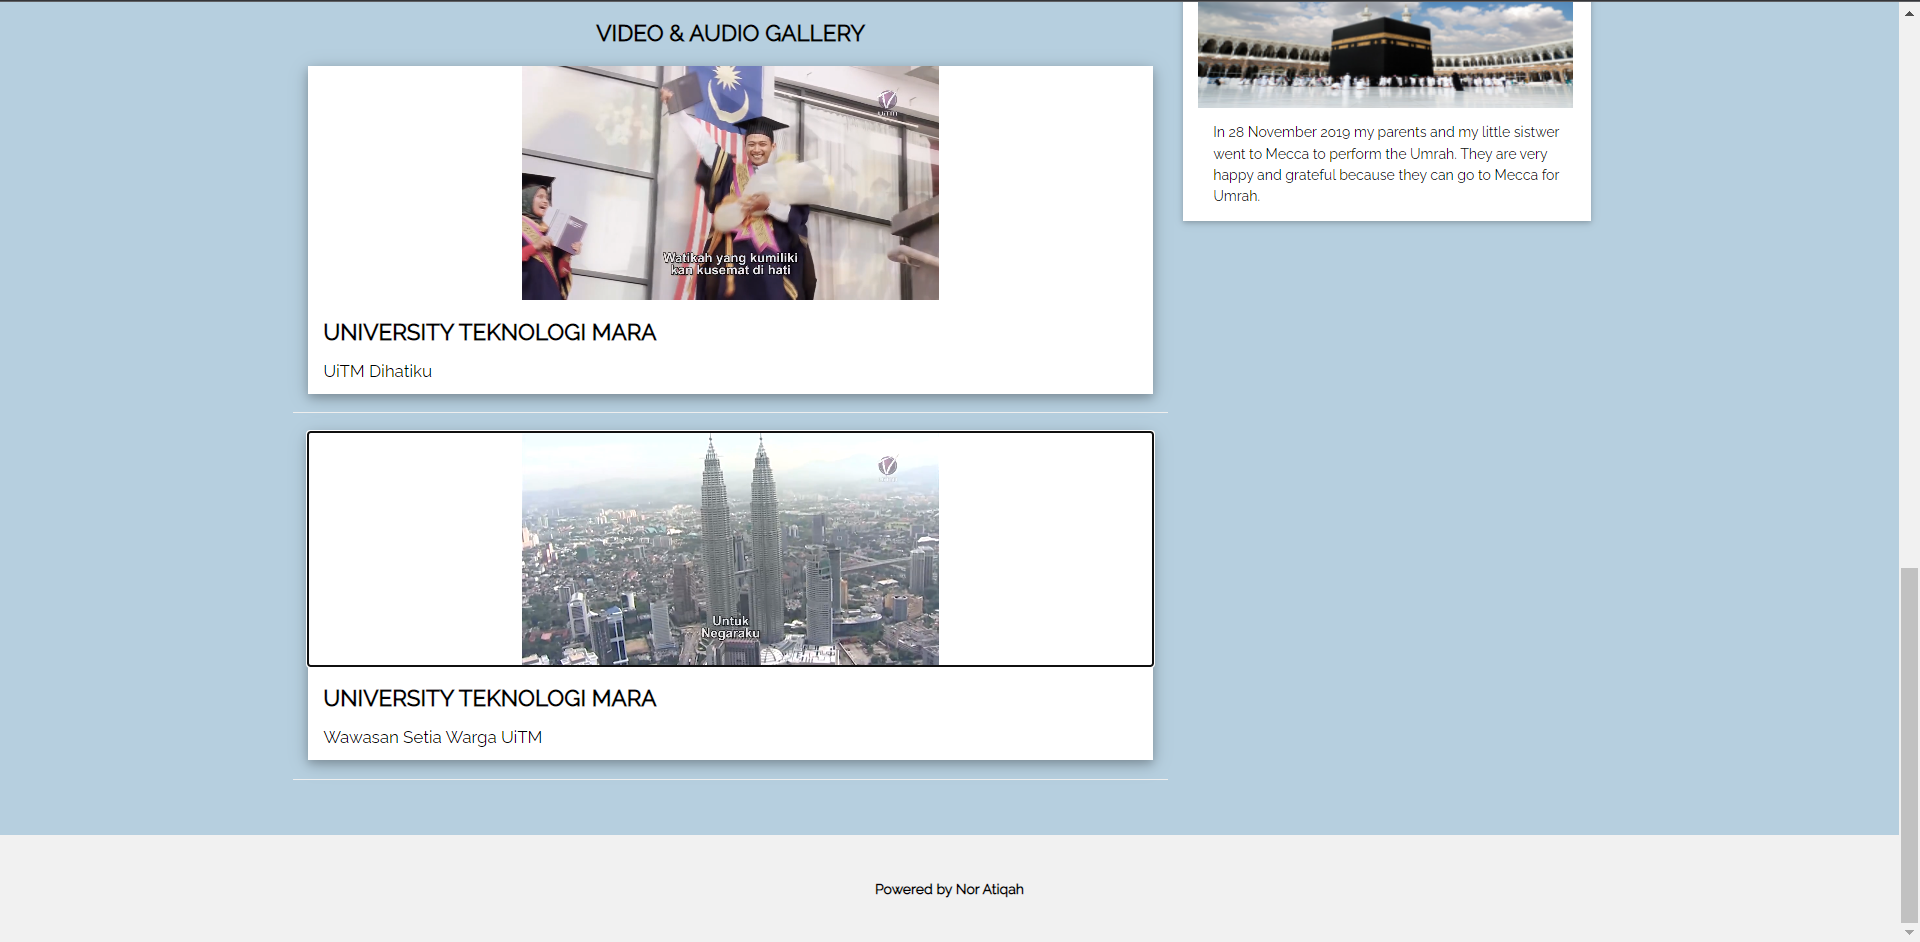 VIDEO & AUDIO GALLERY
UiTM
Watikah yang kumiliki
kan kusemat di hati
UNIVERSITY TEKNOLOGI MARA
UiTM Dihatiku
UiTM
Untuk
Negaraku
UNIVERSITY TEKNOLOGI MARA
Wawasan Setia Warga UiTM
In 28 November 2019 my parents and my little sistwer
went to Mecca to perform the Umrah. They are very
happy and grateful because they can go to Mecca for
Umrah.
Powered by Nor Atiqah